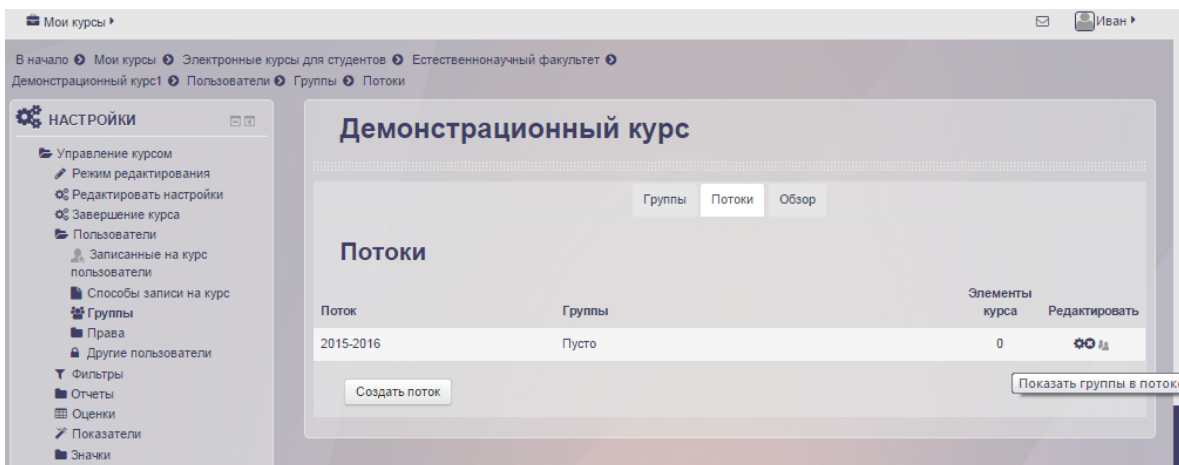 Мои курсы
Иван
В начало Мои курсы Электронные курсы для студентов Естественнонаучный факультет
Демонстрационный курс1 Пользователи Группы Потоки
НАСТРОЙКИ
Управление курсом
Режим редактирования
Редактировать настройки
Завершение курса
Пользователи
Записанные на курс
пользователи
Способы записи на курс
Группы
Права
Другие пользователи
Фильтры
Отчеты
Оценки
Показатели
Значки
Демонстрационный курс
Группы Потоки Обзор
Потоки
Поток Группы Элементы
курса Редактировать
2015-2016 Пусто 0
Показать группы в поток
Создать поток